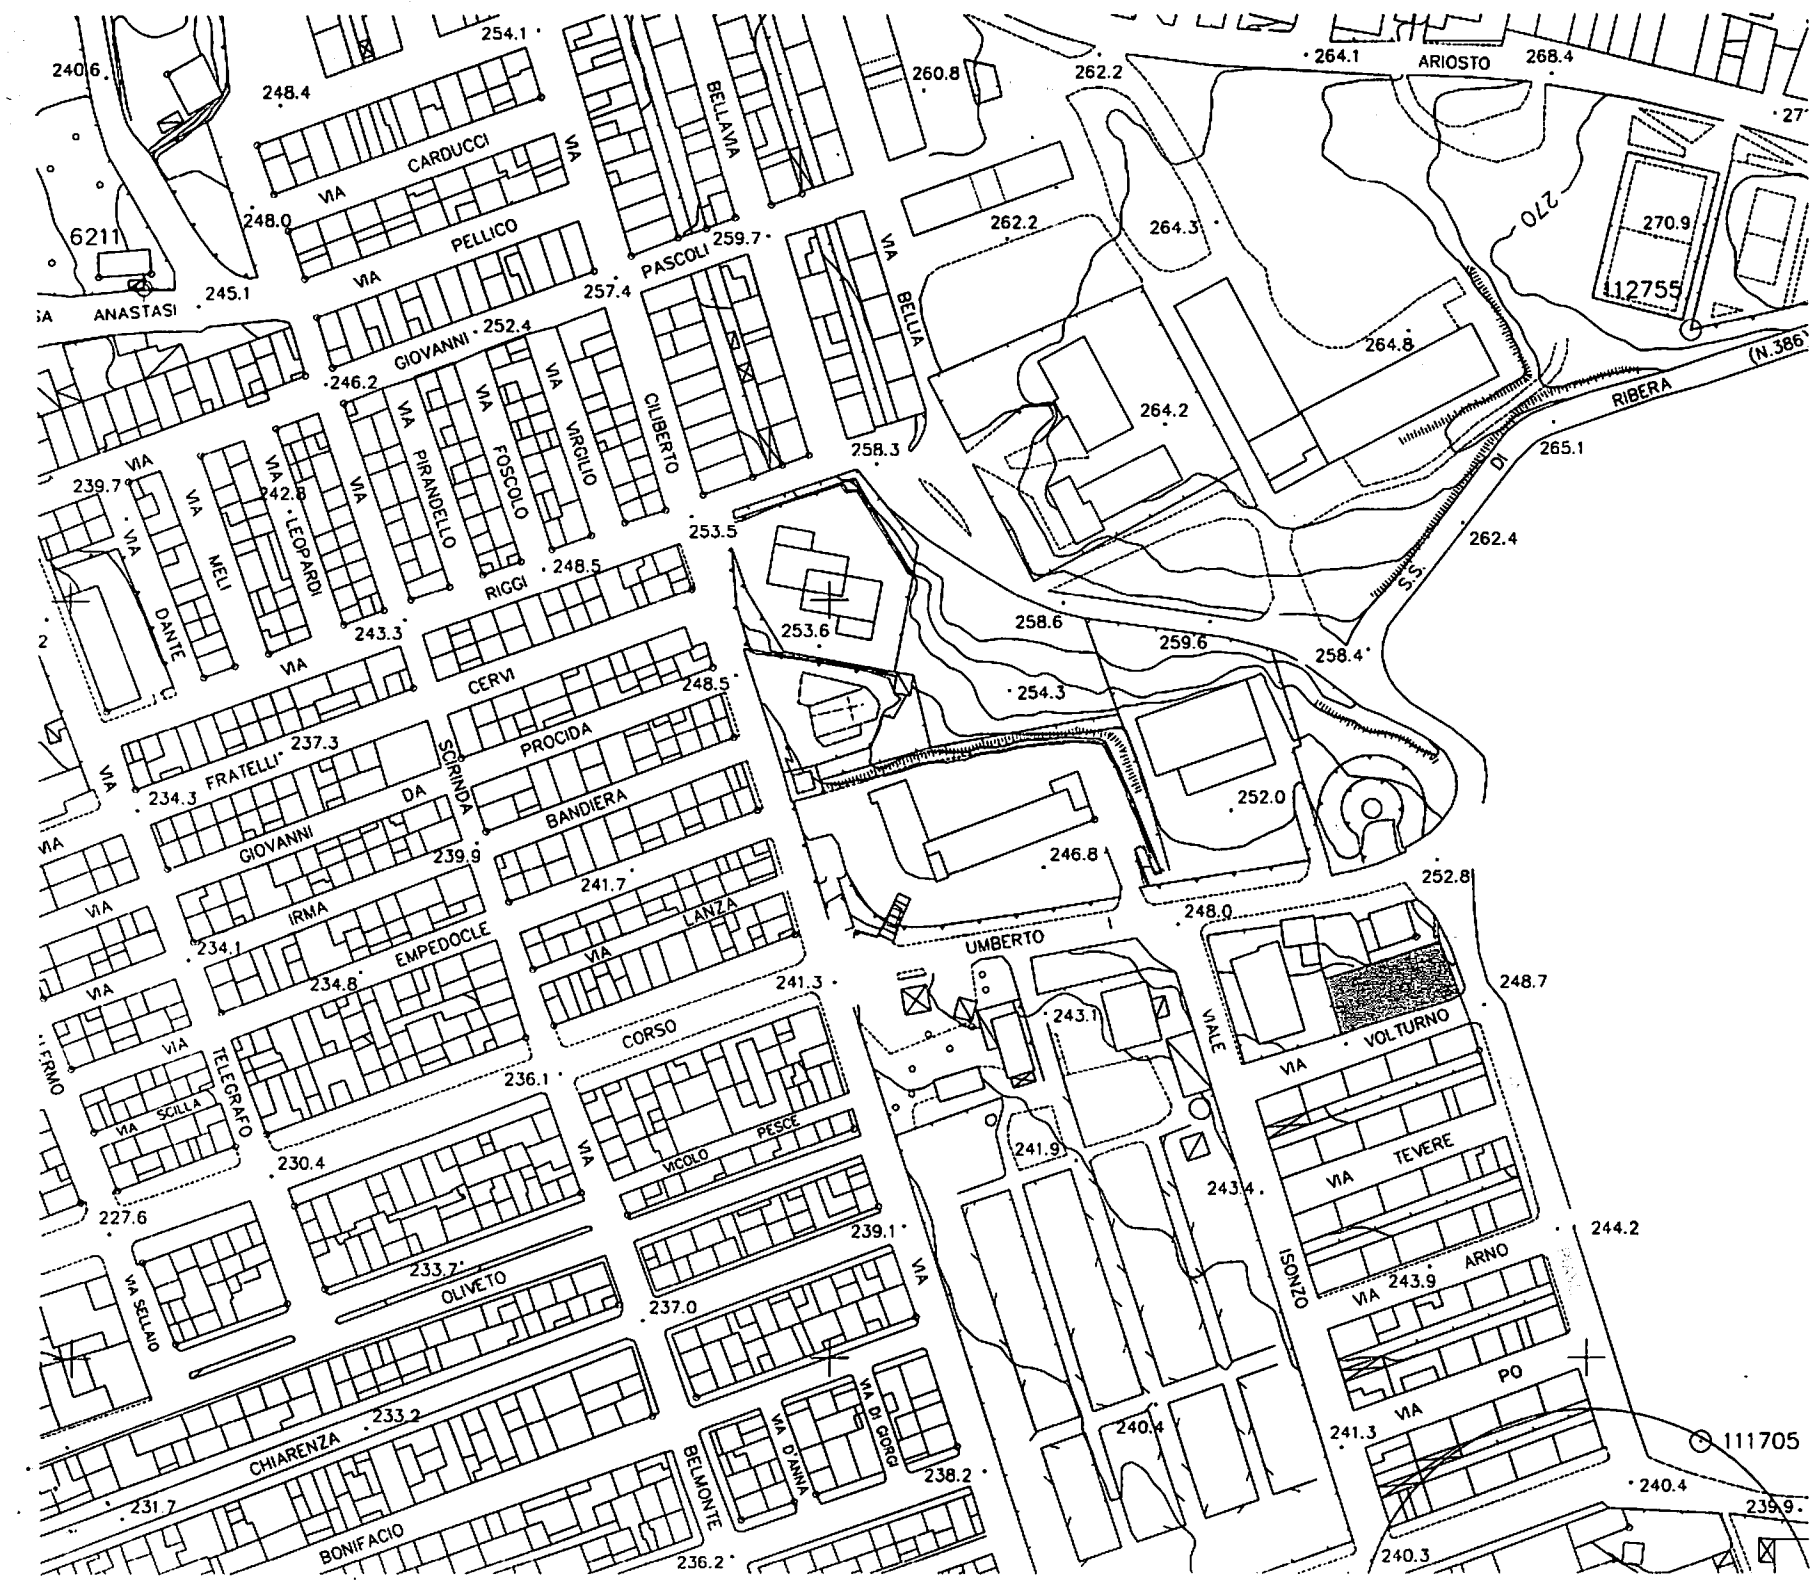 254.1
240.6
248.4
260.8
262.2
264.1
ARIOSTO
268.4
27
BELLAVIA
VIA
CARDUCCI
VIA
248.0
6211
PELLICO
VIA
259.7
PASCOLI
VIA
262.2
264.3
270
270.9
112755
245.1
ANASTASI
SA
257.4
252.4
GIOVANNI
BELLIA
264.8
(N.386)
RIBERA
246.2
VIA
VIA
VIA
VIRGILIO
CILIBERTO
264.2
258.3
265.1
DI
S.S.
262.4
VIA
239.7
VIA
VIA
242.8
LEOPARDI
VIA
PIRANDELLO
FOSCOLO
VIA
MELI
DANTE
253.5
248.5
RIGGI
243.3
VIA
2
253.6
258.6
259.6
258.4
CERVI
248.5
254.3
PROCIDA
SCIRINDA
237.3
FRATELLI
VIA
234.3
DA
BANDIERA
252.0
GIOVANNI
VIA
239.9
246.8
241.7
252.8
VIA
IRMA
LANZA
VIA
248.0
UMBERTO
234.1
EMPEDOCLE
234.8
VIA
241.3
248.7
CORSO
243.1
VIALE
VOLTURNO
VIA
VIA
TELEGRAFO
236.1
SCILLA
VIA
PESCE
VICOLO
VIA
230.4
241.9
TEVERE
VIA
243.4
227.6
239.1
244.2
233.7
OLIVETO
VIA
ISONZO
ARNO
243.9
VIA
VIA SELLAIO
237.0
PO
VIA
233.2
CHIARENZA
VIA D'ANNA
VIA DI GIORGI
240.4
241.3
111705
BELMONTE
238.2
240.4
239.9
231.7
BONIFACIO
236.2
240.3